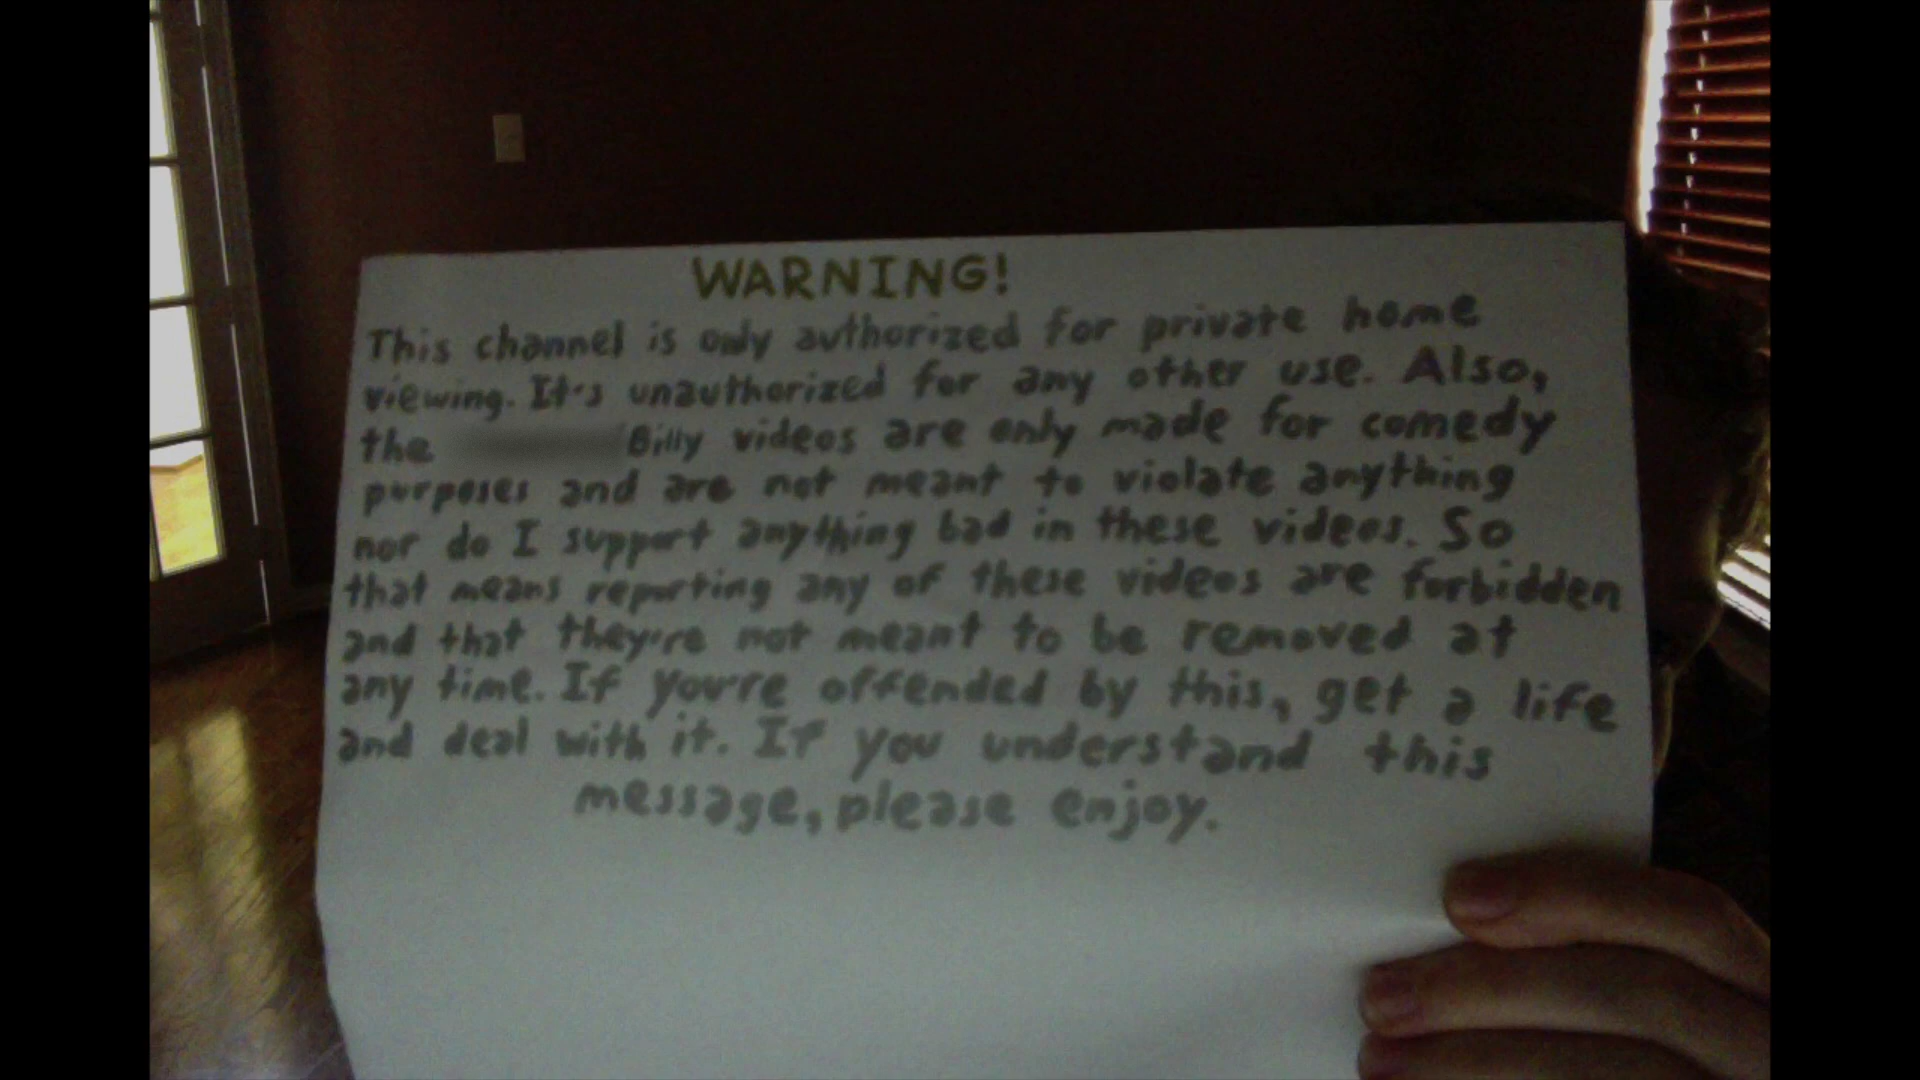 WARNING!
This channel is only authorized for private home
viewing. It's unauthorized for any other use. Also,
the Billy videos are only made for comedy
purposes and are not meant to violate anything
nor do I support anything bad in these videos. So
that means reporting any of these videos are forbidden
and that they're not meant to be removed at
any time. If you're offended by this, get a life
and deal with it. If you understand this
message, please enjoy.